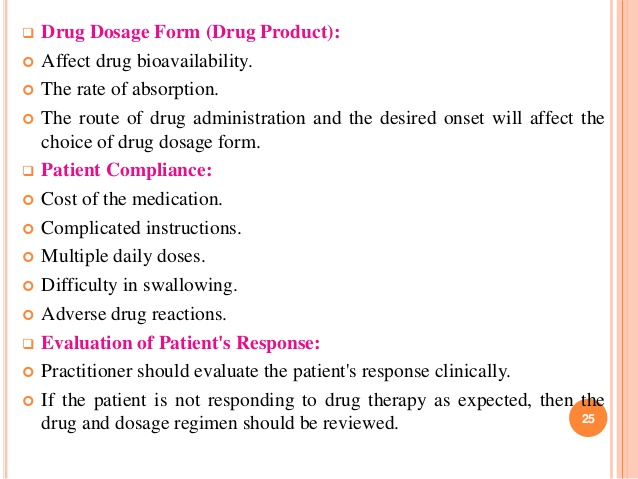 Drug Dosage Form (Drug Product):
Affect drug bioavailability.
The rate of absorption.
The route of drug administration and the desired onset will affect the
choice of drug dosage form.
Patient Compliance:
Cost of the medication.
Complicated instructions.
Multiple daily doses.
Difficulty in swallowing.
Adverse drug reactions.
Evaluation of Patient's Response:
Practitioner should evaluate the patient's response clinically.
If the patient is not responding to drug therapy as expected, then the
drug and dosage regimen should be reviewed.
25